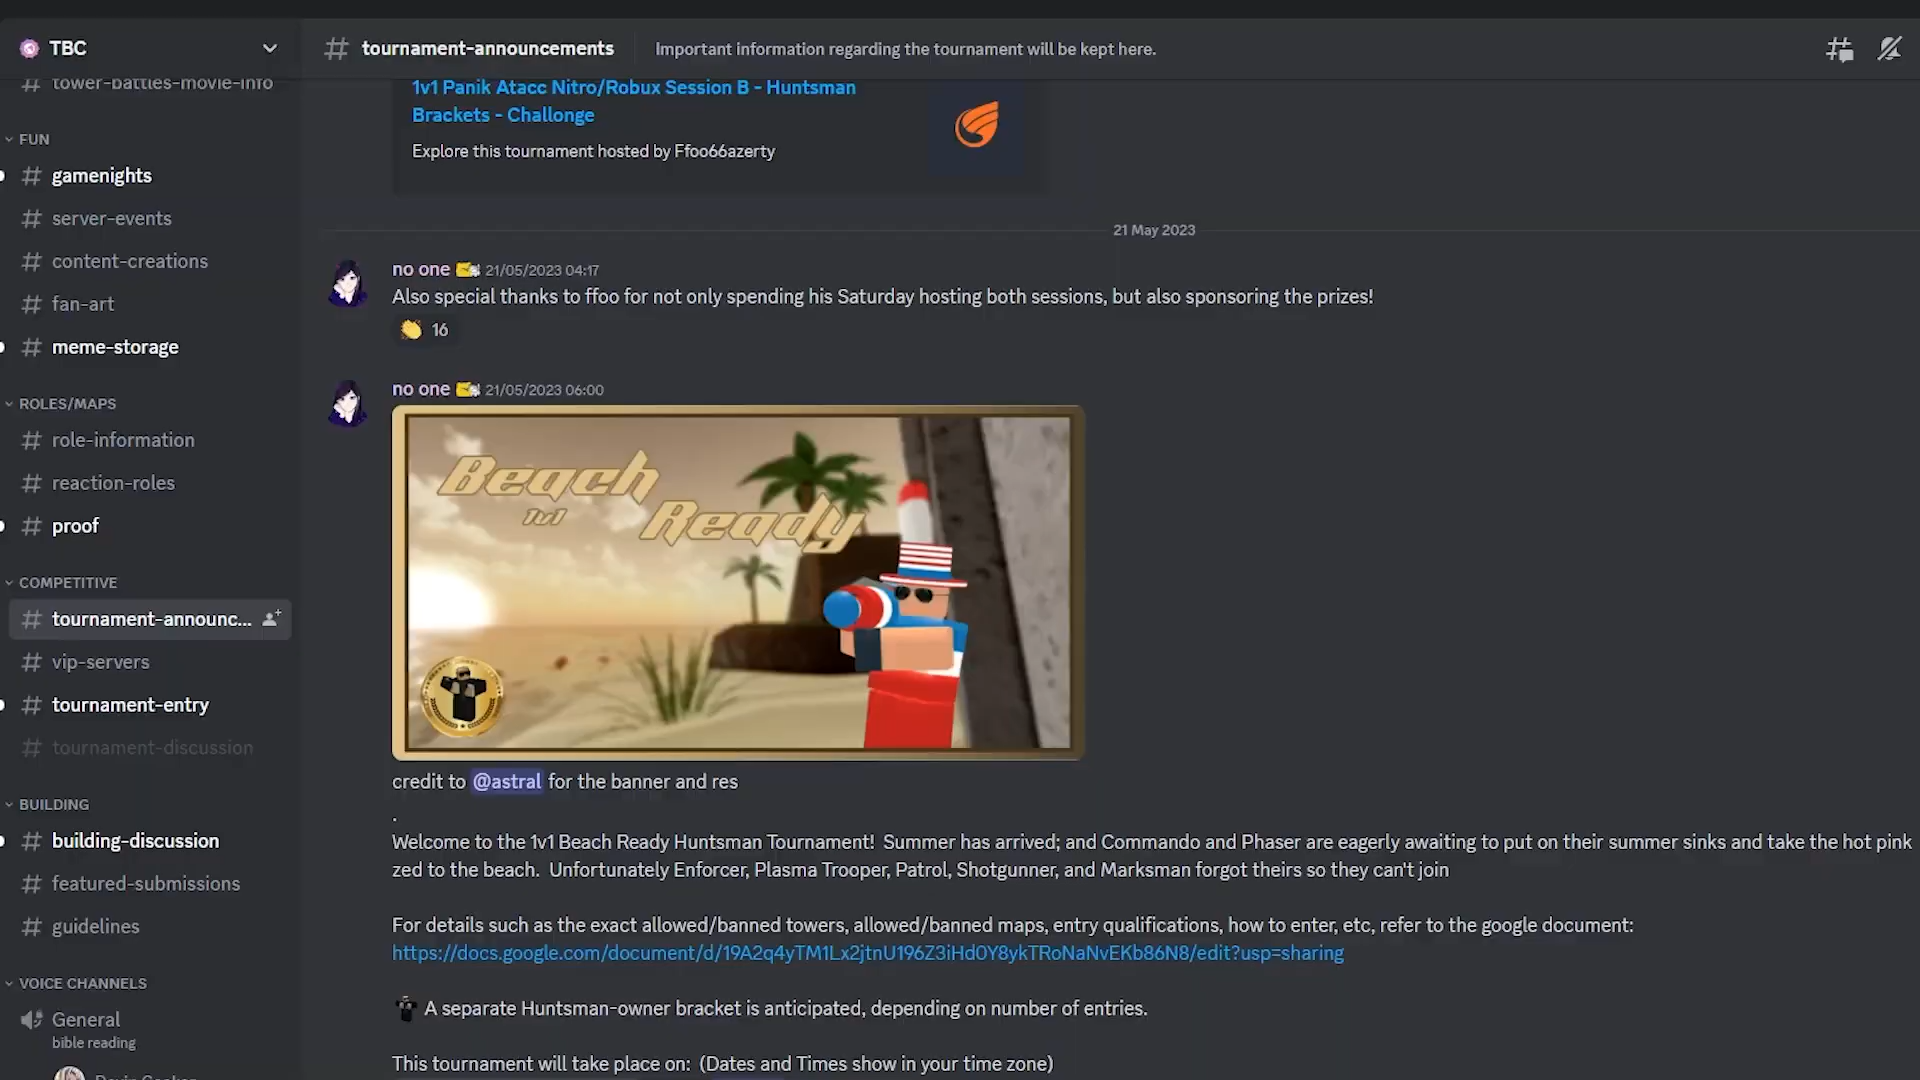 TBC
tower-battles-movie-info
FUN
gamenights
server-events
content-creations
fan-art
meme-storage
ROLES/MAPS
role-information
reaction-roles
proof
COMPETITIVE
tournament-announc...
vip-servers
tournament-entry
tournament-discussion
BUILDING
building-discussion
featured-submissions
guidelines
VOICE CHANNELS
General
bible reading
# tournament-announcements Important information regarding the tournament will be kept here.
1v1 Panik Atacc Nitro/Robux Session B - Huntsman
Brackets - Challonge
Explore this tournament hosted by Ffoo66azerty
21 May 2023
no one 21/05/2023 04:17
Also special thanks to ffoo for not only spending his Saturday hosting both sessions, but also sponsoring the prizes!
16
no one 21/05/2023 06:00
Beach
1v1
Ready
credit to @astral for the banner and res
.
Welcome to the 1v1 Beach Ready Huntsman Tournament! Summer has arrived; and Commando and Phaser are eagerly awaiting to put on their summer sinks and take the hot pink
zed to the beach. Unfortunately Enforcer, Plasma Trooper, Patrol, Shotgunner, and Marksman forgot theirs so they can't join
For details such as the exact allowed/banned towers, allowed/banned maps, entry qualifications, how to enter, etc, refer to the google document:
https://docs.google.com/document/d/19A2q4yTM1Lx2jtnU196Z3iHd0Y8ykTRoNaNvEKb86N8/edit?usp=sharing
A separate Huntsman-owner bracket is anticipated, depending on number of entries.
This tournament will take place on: (Dates and Times show in your time zone)